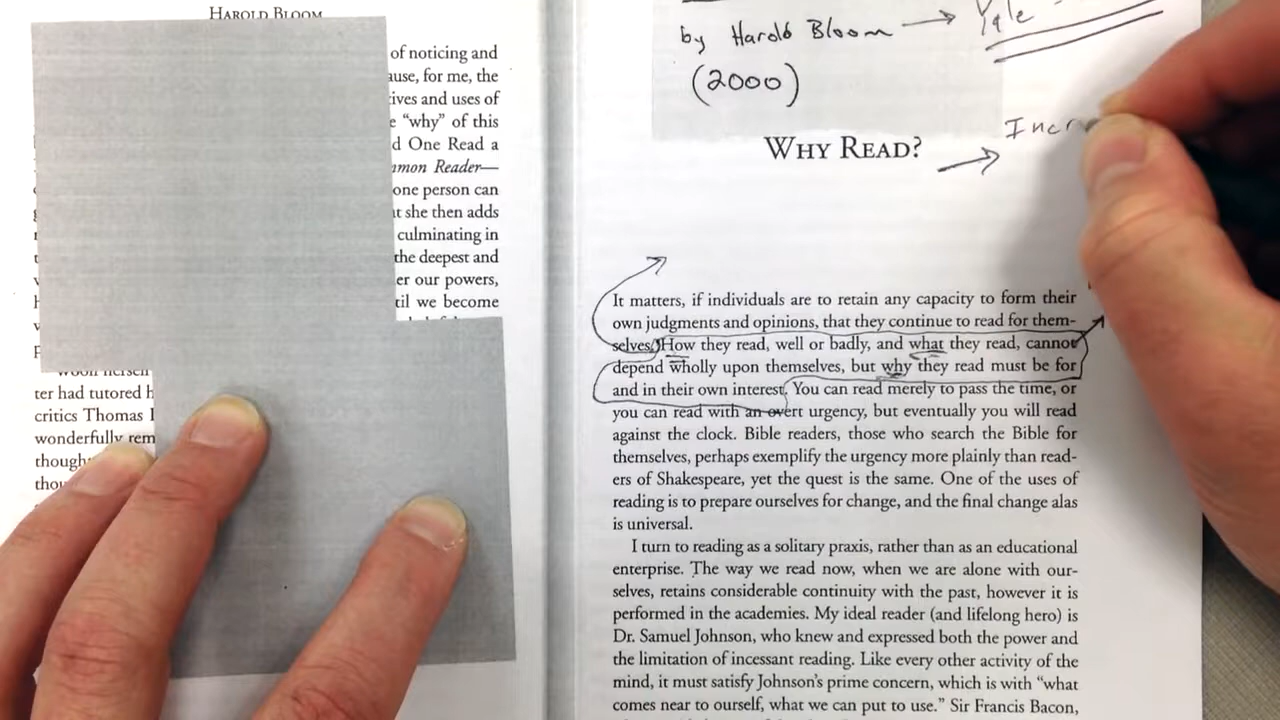 HAROLD BLOOM
of noticing and
ause, for me, the
ives and uses of
e “why” of this
d One Read a
mon Reader—
one person can
t she then adds
culminating in
the deepest and
er our powers,
til we become
ter had tutored h
critics Thomas
wonderfully rem
though
thou
by Harold Bloom → Yale
(2000)
Incr
WHY READ? →
It matters, if individuals are to retain any capacity to form their
own judgments and opinions, that they continue to read for them-
selves. How they read, well or badly, and what they read, cannot
depend wholly upon themselves, but why they read must be for
and in their own interest. You can read merely to pass the time, or
you can read with an overt urgency, but eventually you will read
against the clock. Bible readers, those who search the Bible for
themselves, perhaps exemplify the urgency more plainly than read-
ers of Shakespeare, yet the quest is the same. One of the uses of
reading is to prepare ourselves for change, and the final change alas
is universal.
I turn to reading as a solitary praxis, rather than as an educational
enterprise. The way we read now, when we are alone with our-
selves, retains considerable continuity with the past, however it is
performed in the academies. My ideal reader (and lifelong hero) is
Dr. Samuel Johnson, who knew and expressed both the power and
the limitation of incessant reading. Like every other activity of the
mind, it must satisfy Johnson’s prime concern, which is with “what
comes near to ourself, what we can put to use.” Sir Francis Bacon,